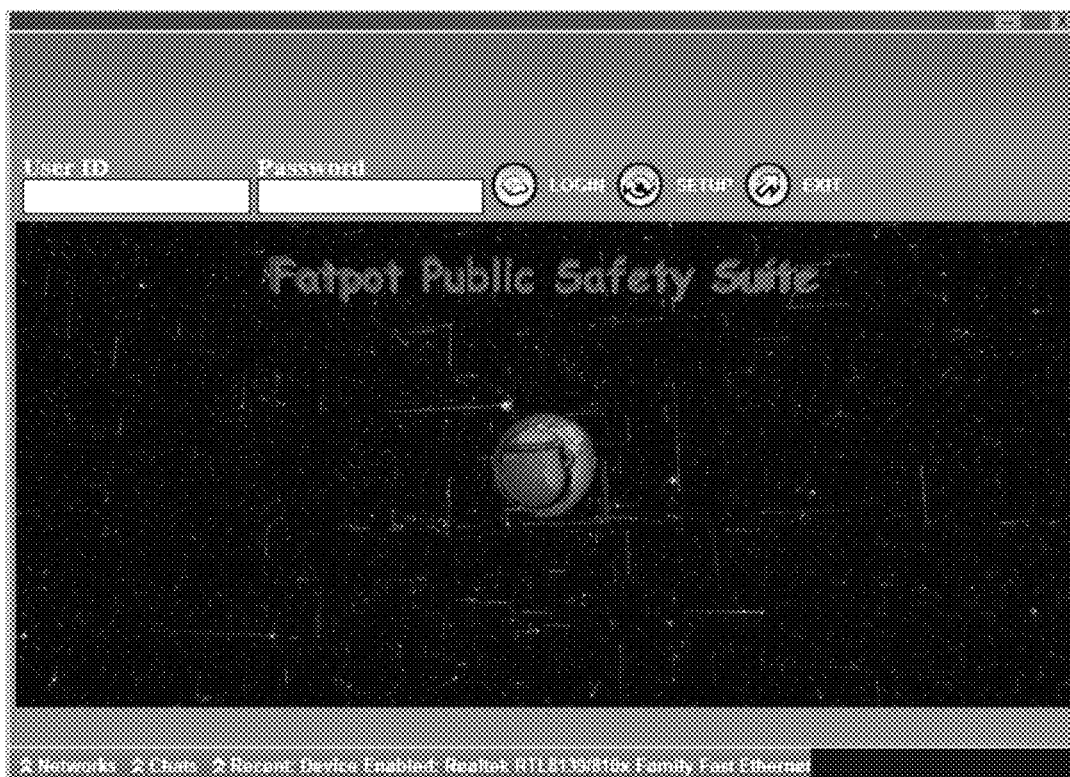 User ID Password
LOGIN SETUP EXIT
Fatpot Public Safety Suite
2 Networks 2 Chats 2 Recent Device Enabled: Realtek RTL8139/810x Family Fast Ethernet